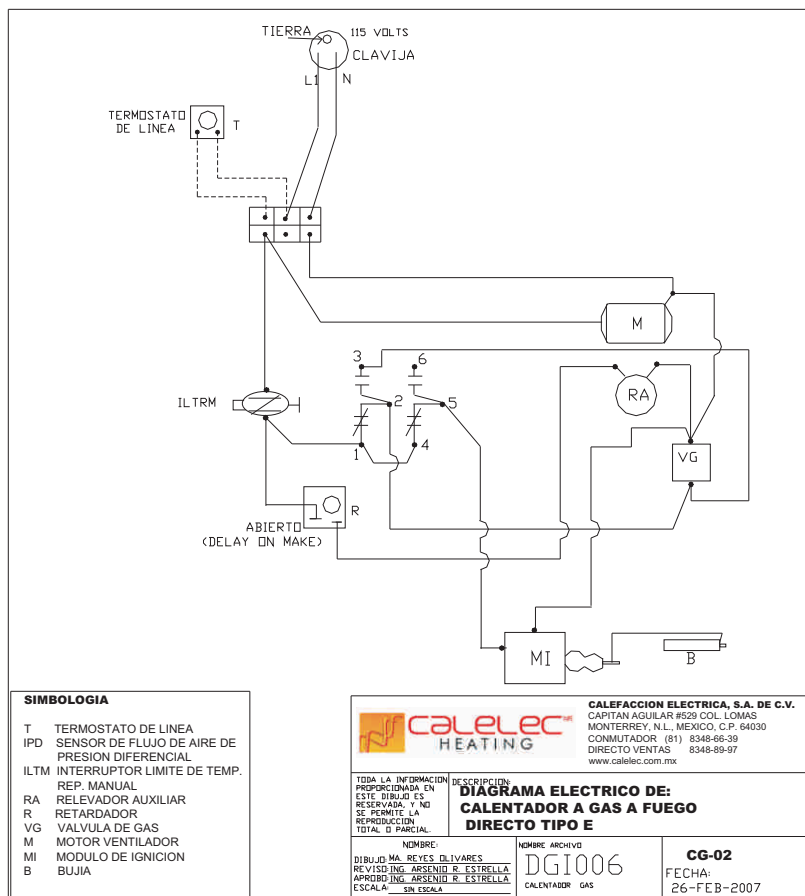 TIERRA 115 VOLTS
CLAVIJA
L1 N
TERMOSTATO
DE LINEA
T
M
3 6
RA
ILTRM
2 5
1 4
VG
R
ABIERTO
(DELAY ON MAKE)
MI
B
SIMBOLOGIA
T TERMOSTATO DE LINEA
IPD SENSOR DE FLUJO DE AIRE DE
PRESION DIFERENCIAL
ILTM INTERRUPTOR LIMITE DE TEMP.
REP. MANUAL
RA RELEVADOR AUXILIAR
R RETARDADOR
VG VALVULA DE GAS
M MOTOR VENTILADOR
MI MODULO DE IGNICION
B BUJIA
calelec
HEATING
CALEFACCION ELECTRICA, S.A. DE C.V.
CAPITAN AGUILAR #529 COL. LOMAS
MONTERREY, N.L., MEXICO, C.P. 64030
CONMUTADOR (81) 8348-66-39
DIRECTO VENTAS 8348-89-97
www.calelec.com.mx
TODA LA INFORMACION
PROPORCIONADA EN
ESTE DIBUJO ES
RESERVADA, Y NO
SE PERMITE LA
REPRODUCCION
TOTAL O PARCIAL.
DESCRIPCION:
DIAGRAMA ELECTRICO DE:
CALENTADOR A GAS A FUEGO
DIRECTO TIPO E
NOMBRE:
DIBUJO: MA. REYES OLIVARES
REVISO: ING. ARSENIO R. ESTRELLA
APROBO: ING. ARSENIO R. ESTRELLA
ESCALA: SIN ESCALA
NOMBRE ARCHIVO
DGI006
CALENTADOR GAS
CG-02
FECHA:
26-FEB-2007